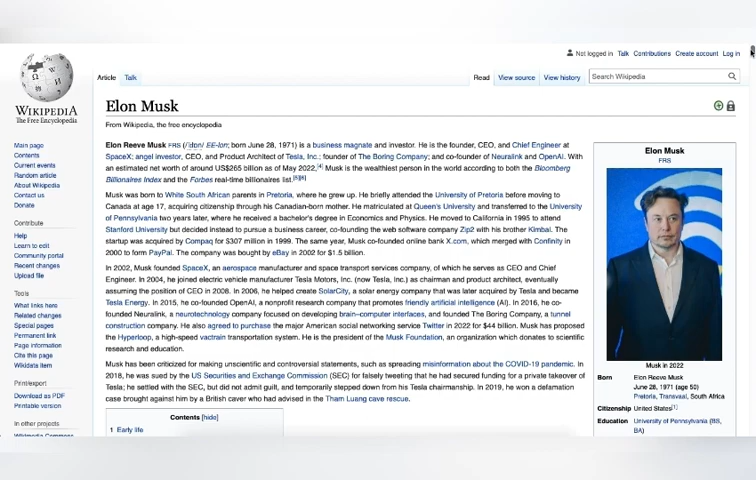 Not logged in Talk Contributions Create account Log in
Article Talk
Read View source View history Search Wikipedia
WIKIPEDIA
The Free Encyclopedia
Elon Musk
From Wikipedia, the free encyclopedia
Main page
Contents
Current events
Random article
About Wikipedia
Contact us
Donate
Contribute
Help
Learn to edit
Community portal
Recent changes
Upload file
Tools
What links here
Related changes
Special pages
Permanent link
Page information
Cite this page
Wikidata item
Print/export
Download as PDF
Printable version
In other projects
Wikimedia Commons
Elon Reeve Musk FRS EE-lon; born June 28, 1971) is a business magnate and investor. He is the founder, CEO, and Chief Engineer at
SpaceX; angel investor, CEO, and Product Architect of Tesla, Inc.; founder of The Boring Company; and co-founder of Neuralink and OpenAI. With
an estimated net worth of around US$265 billion as of May 2022,[4] Musk is the wealthiest person in the world according to both the Bloomberg
Billionaires Index and the Forbes real-time billionaires list.[5][6]
Musk was born to White South African parents in Pretoria, where he grew up. He briefly attended the University of Pretoria before moving to
Canada at age 17, acquiring citizenship through his Canadian-born mother. He matriculated at Queen's University and transferred to the University
of Pennsylvania two years later, where he received a bachelor's degree in Economics and Physics. He moved to California in 1995 to attend
Stanford University but decided instead to pursue a business career, co-founding the web software company Zip2 with his brother Kimbal. The
startup was acquired by Compaq for $307 million in 1999. The same year, Musk co-founded online bank X.com, which merged with Confinity in
2000 to form PayPal. The company was bought by eBay in 2002 for $1.5 billion.
In 2002, Musk founded SpaceX, an aerospace manufacturer and space transport services company, of which he serves as CEO and Chief
Engineer. In 2004, he joined electric vehicle manufacturer Tesla Motors, Inc. (now Tesla, Inc.) as chairman and product architect, eventually
assuming the position of CEO in 2008. In 2006, he helped create SolarCity, a solar energy company that was later acquired by Tesla and became
Tesla Energy. In 2015, he co-founded OpenAI, a nonprofit research company that promotes friendly artificial intelligence (AI). In 2016, he co-
founded Neuralink, a neurotechnology company focused on developing brain–computer interfaces, and founded The Boring Company, a tunnel
construction company. He also agreed to purchase the major American social networking service Twitter in 2022 for $44 billion. Musk has proposed
the Hyperloop, a high-speed vactrain transportation system. He is the president of the Musk Foundation, an organization which donates to scientific
research and education.
Musk has been criticized for making unscientific and controversial statements, such as spreading misinformation about the COVID-19 pandemic. In
2018, he was sued by the US Securities and Exchange Commission (SEC) for falsely tweeting that he had secured funding for a private takeover of
Tesla; he settled with the SEC, but did not admit guilt, and temporarily stepped down from his Tesla chairmanship. In 2019, he won a defamation
case brought against him by a British caver who had advised in the Tham Luang cave rescue.
Contents [hide]
1 Early life
Elon Musk
FRS
Musk in 2022
Born Elon Reeve Musk
June 28, 1971 (age 50)
Pretoria, Transvaal, South Africa
Citizenship United States[1]
Education University of Pennsylvania (BS,
BA)